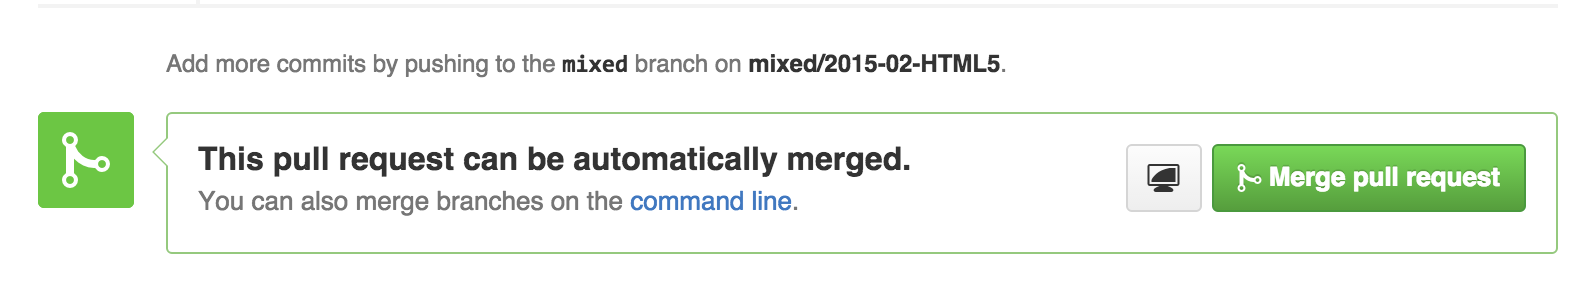 Add more commits by pushing to the mixed branch on mixed/2015-02-HTML5.
This pull request can be automatically merged.
You can also merge branches on the command line.
Merge pull request